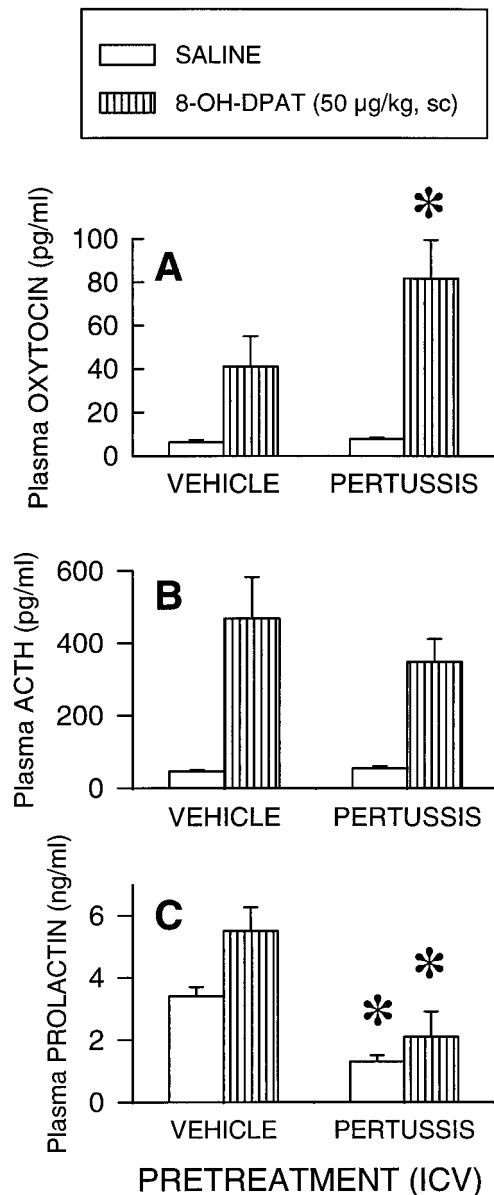 SALINE
8-OH-DPAT (50 µg/kg, sc)
Plasma OXYTOCIN (pg/ml)
A
*
100
80
60
40
20
0
VEHICLE PERTUSSIS
Plasma ACTH (pg/ml)
B
600
400
200
0
VEHICLE PERTUSSIS
Plasma PROLACTIN (ng/ml)
C
* *
6
4
2
0
VEHICLE PERTUSSIS
PRETREATMENT (ICV)